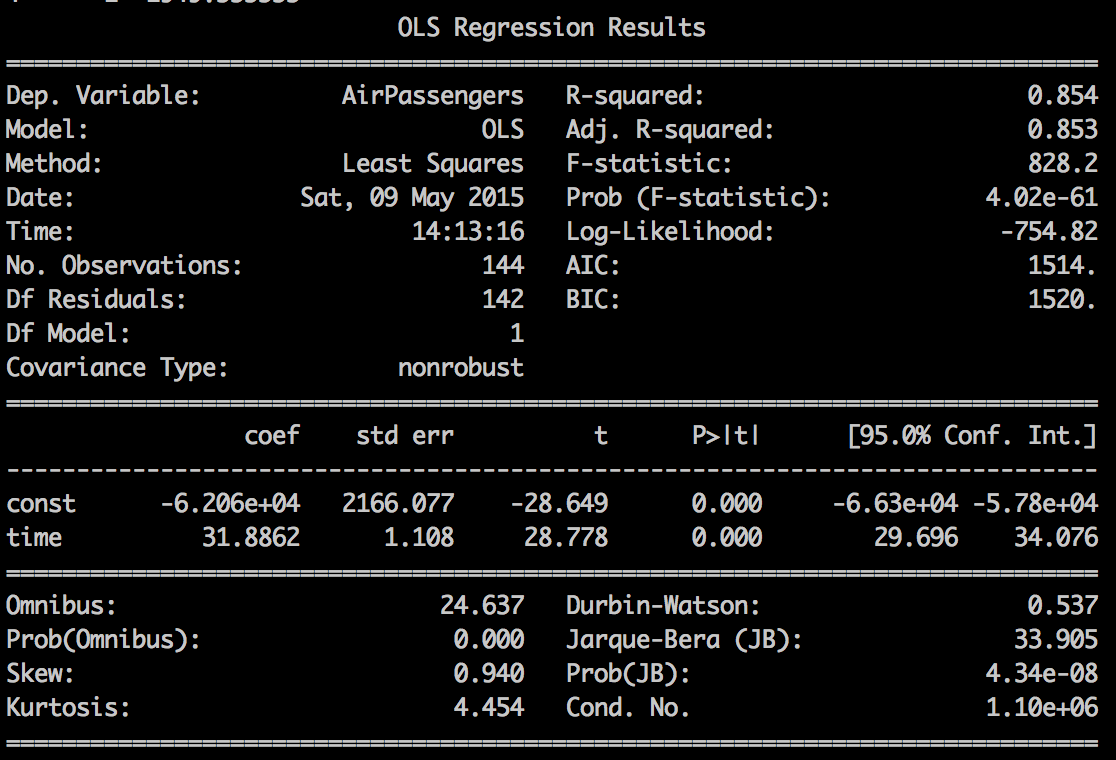 OLS Regression Results
==============================================================================
Dep. Variable:          AirPassengers   R-squared:                       0.854
Model:                            OLS   Adj. R-squared:                  0.853
Method:                 Least Squares   F-statistic:                     828.2
Date:                Sat, 09 May 2015   Prob (F-statistic):           4.02e-61
Time:                        14:13:16   Log-Likelihood:                -754.82
No. Observations:                 144   AIC:                             1514.
Df Residuals:                     142   BIC:                             1520.
Df Model:                           1
Covariance Type:            nonrobust
==============================================================================
                 coef    std err          t      P>|t|      [95.0% Conf. Int.]
------------------------------------------------------------------------------
const      -6.206e+04   2166.077    -28.649      0.000     -6.63e+04 -5.78e+04
time          31.8862      1.108     28.778      0.000        29.696    34.076
==============================================================================
Omnibus:                       24.637   Durbin-Watson:                   0.537
Prob(Omnibus):                  0.000   Jarque-Bera (JB):               33.905
Skew:                           0.940   Prob(JB):                     4.34e-08
Kurtosis:                       4.454   Cond. No.                     1.10e+06
==============================================================================